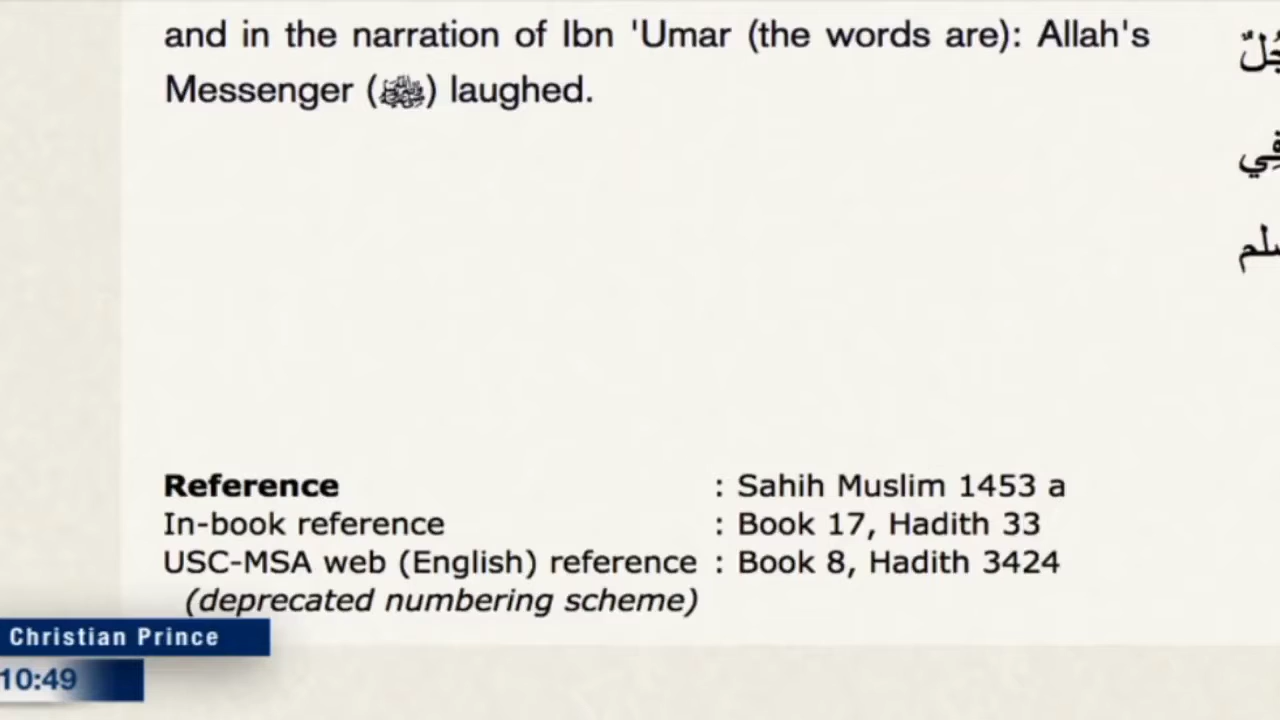 and in the narration of Ibn 'Umar (the words are): Allah's
Messenger (ﷺ) laughed.
في
Reference : Sahih Muslim 1453 a
In-book reference : Book 17, Hadith 33
USC-MSA web (English) reference : Book 8, Hadith 3424
(deprecated numbering scheme)
Christian Prince
10:49